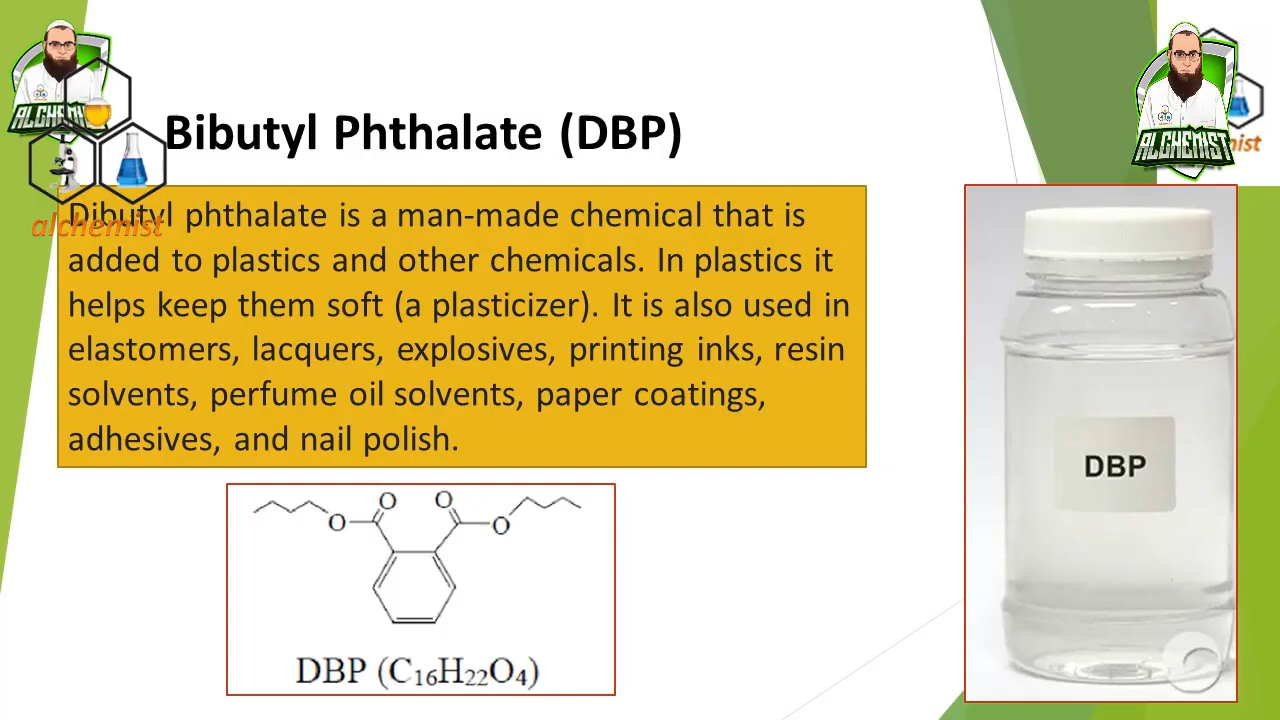 ALCHEMIST
alchemist
ALCHEMIST
Bibutyl Phthalate (DBP)
Dibutyl phthalate is a man-made chemical that is
added to plastics and other chemicals. In plastics it
helps keep them soft (a plasticizer). It is also used in
elastomers, lacquers, explosives, printing inks, resin
solvents, perfume oil solvents, paper coatings,
adhesives, and nail polish.
O O
O O
DBP (C₁₆H₂₂O₄)
DBP